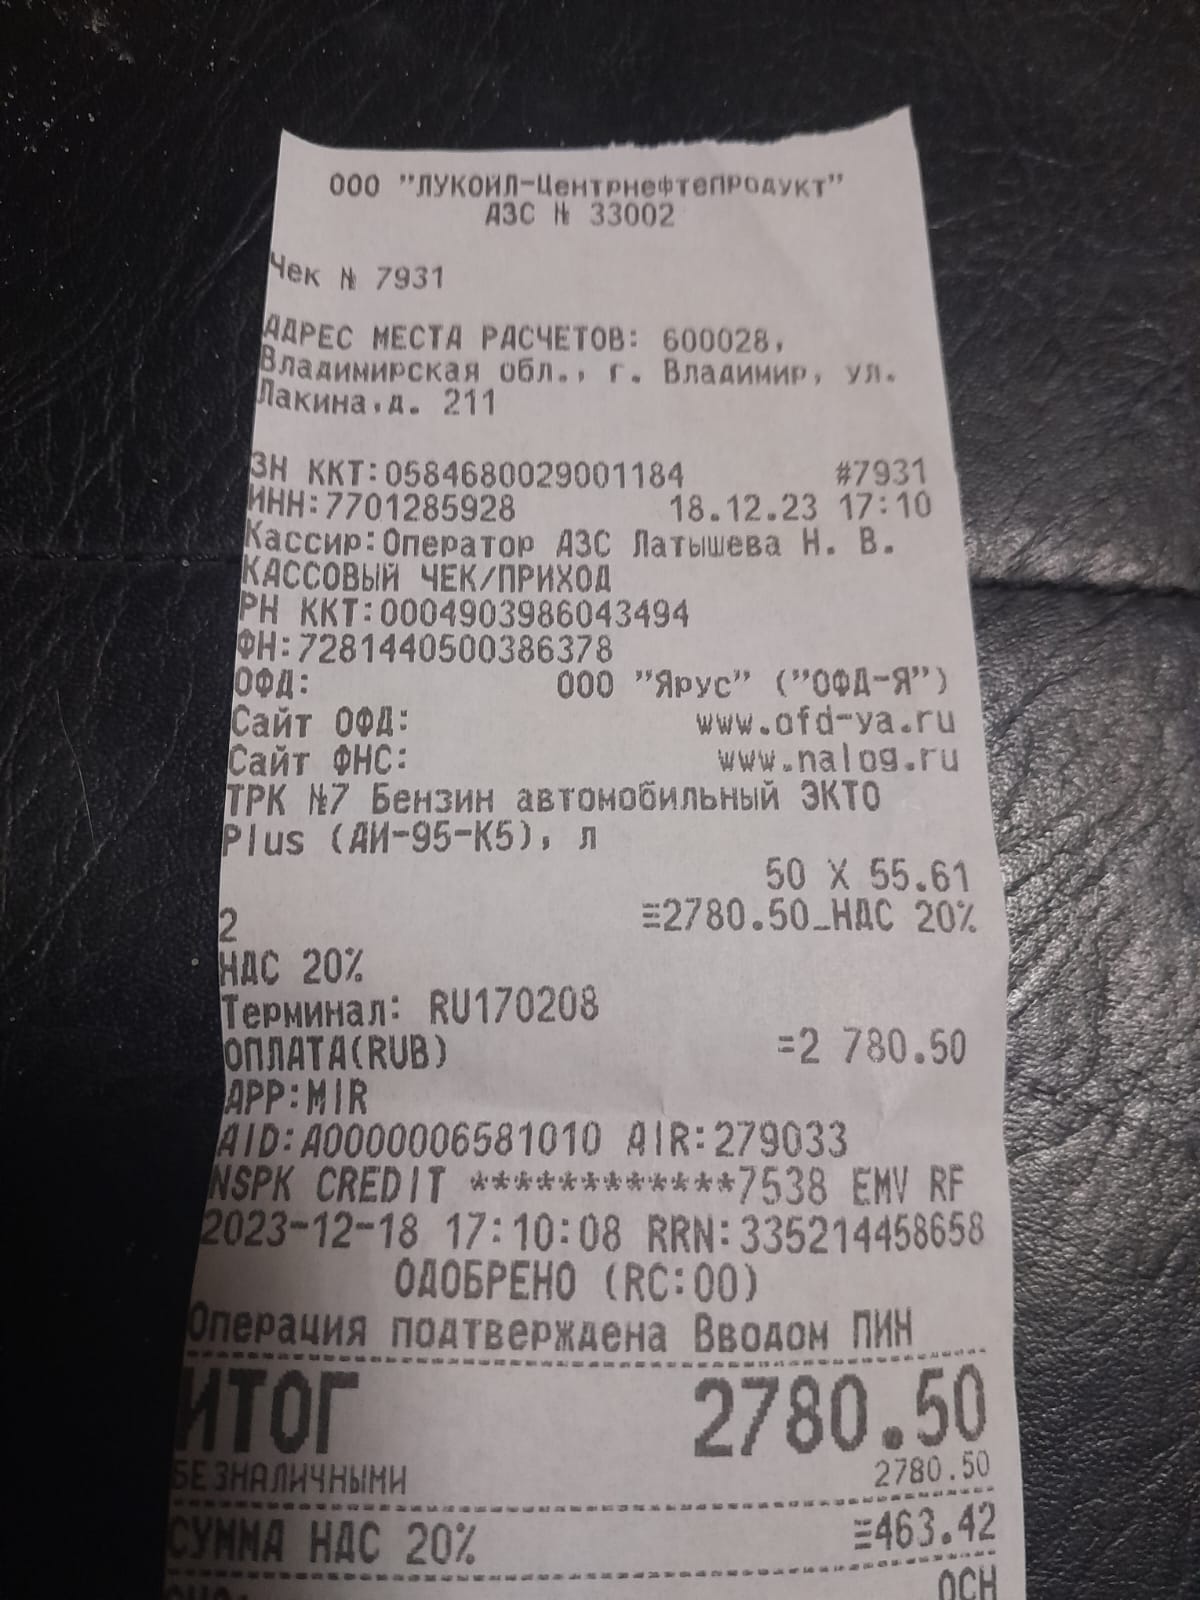 ООО "ЛУКОЙЛ-Центрнефтепродукт"
АЗС № 33002
Чек № 7931
АДРЕС МЕСТА РАСЧЕТОВ: 600028,
Владимирская обл., г. Владимир, ул.
Лакина,д. 211
ЗН ККТ:0584680029001184 #7931
ИНН:7701285928 18.12.23 17:10
Кассир:Оператор АЗС Латышева Н. В.
КАССОВЫЙ ЧЕК/ПРИХОД
РН ККТ:0004903986043494
ФН:7281440500386378
ОФД: ООО "Ярус" ("ОФД-Я")
Сайт ОФД: www.ofd-ya.ru
Сайт ФНС: www.nalog.ru
ТРК №7 Бензин автомобильный ЭКТО
Plus (АИ-95-К5), л
50 X 55.61
2 ≡2780.50_НДС 20%
НДС 20%
Терминал: RU170208
ОПЛАТА(RUB) =2 780.50
APP:MIR
AID:A0000006581010 AIR:279033
NSPK CREDIT ************7538 EMV RF
2023-12-18 17:10:08 RRN:335214458658
ОДОБРЕНО (RC:00)
Операция подтверждена Вводом ПИН
ИТОГ 2780.50
БЕЗНАЛИЧНЫМИ 2780.50
СУММА НДС 20% ≡463.42
ОСН